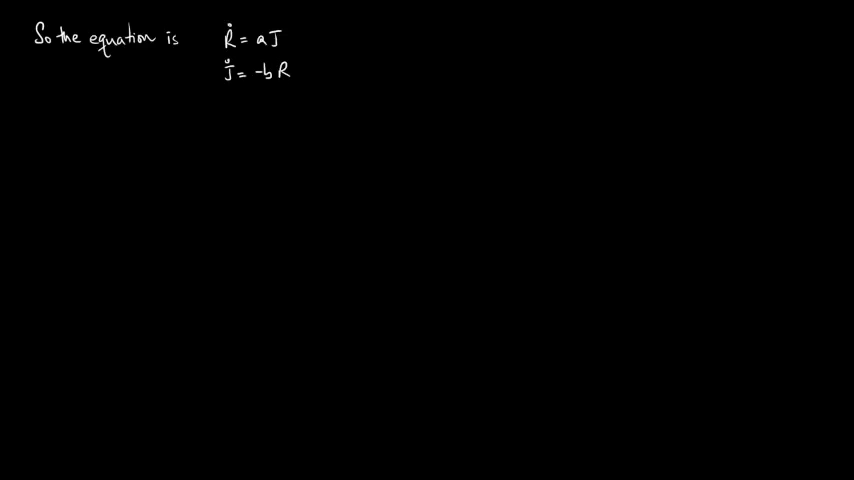 So the equation is Ṙ = aJ
J̇ = -bR